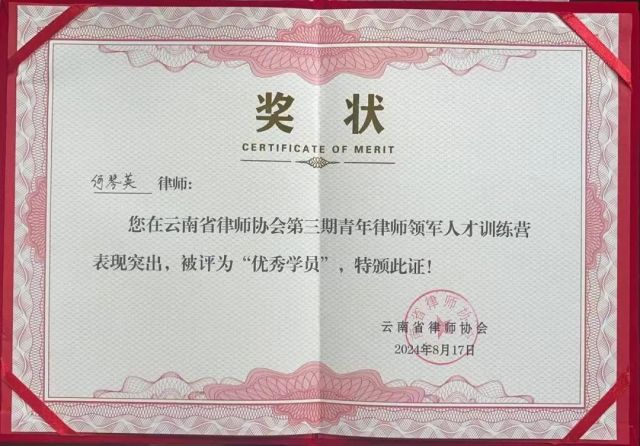 奖状
CERTIFICATE OF MERIT
何琴英 律师:
您在云南省律师协会第三期青年律师领军人才训练营
表现突出，被评为“优秀学员”，特颁此证!
云南省律师协会
2024年8月17日